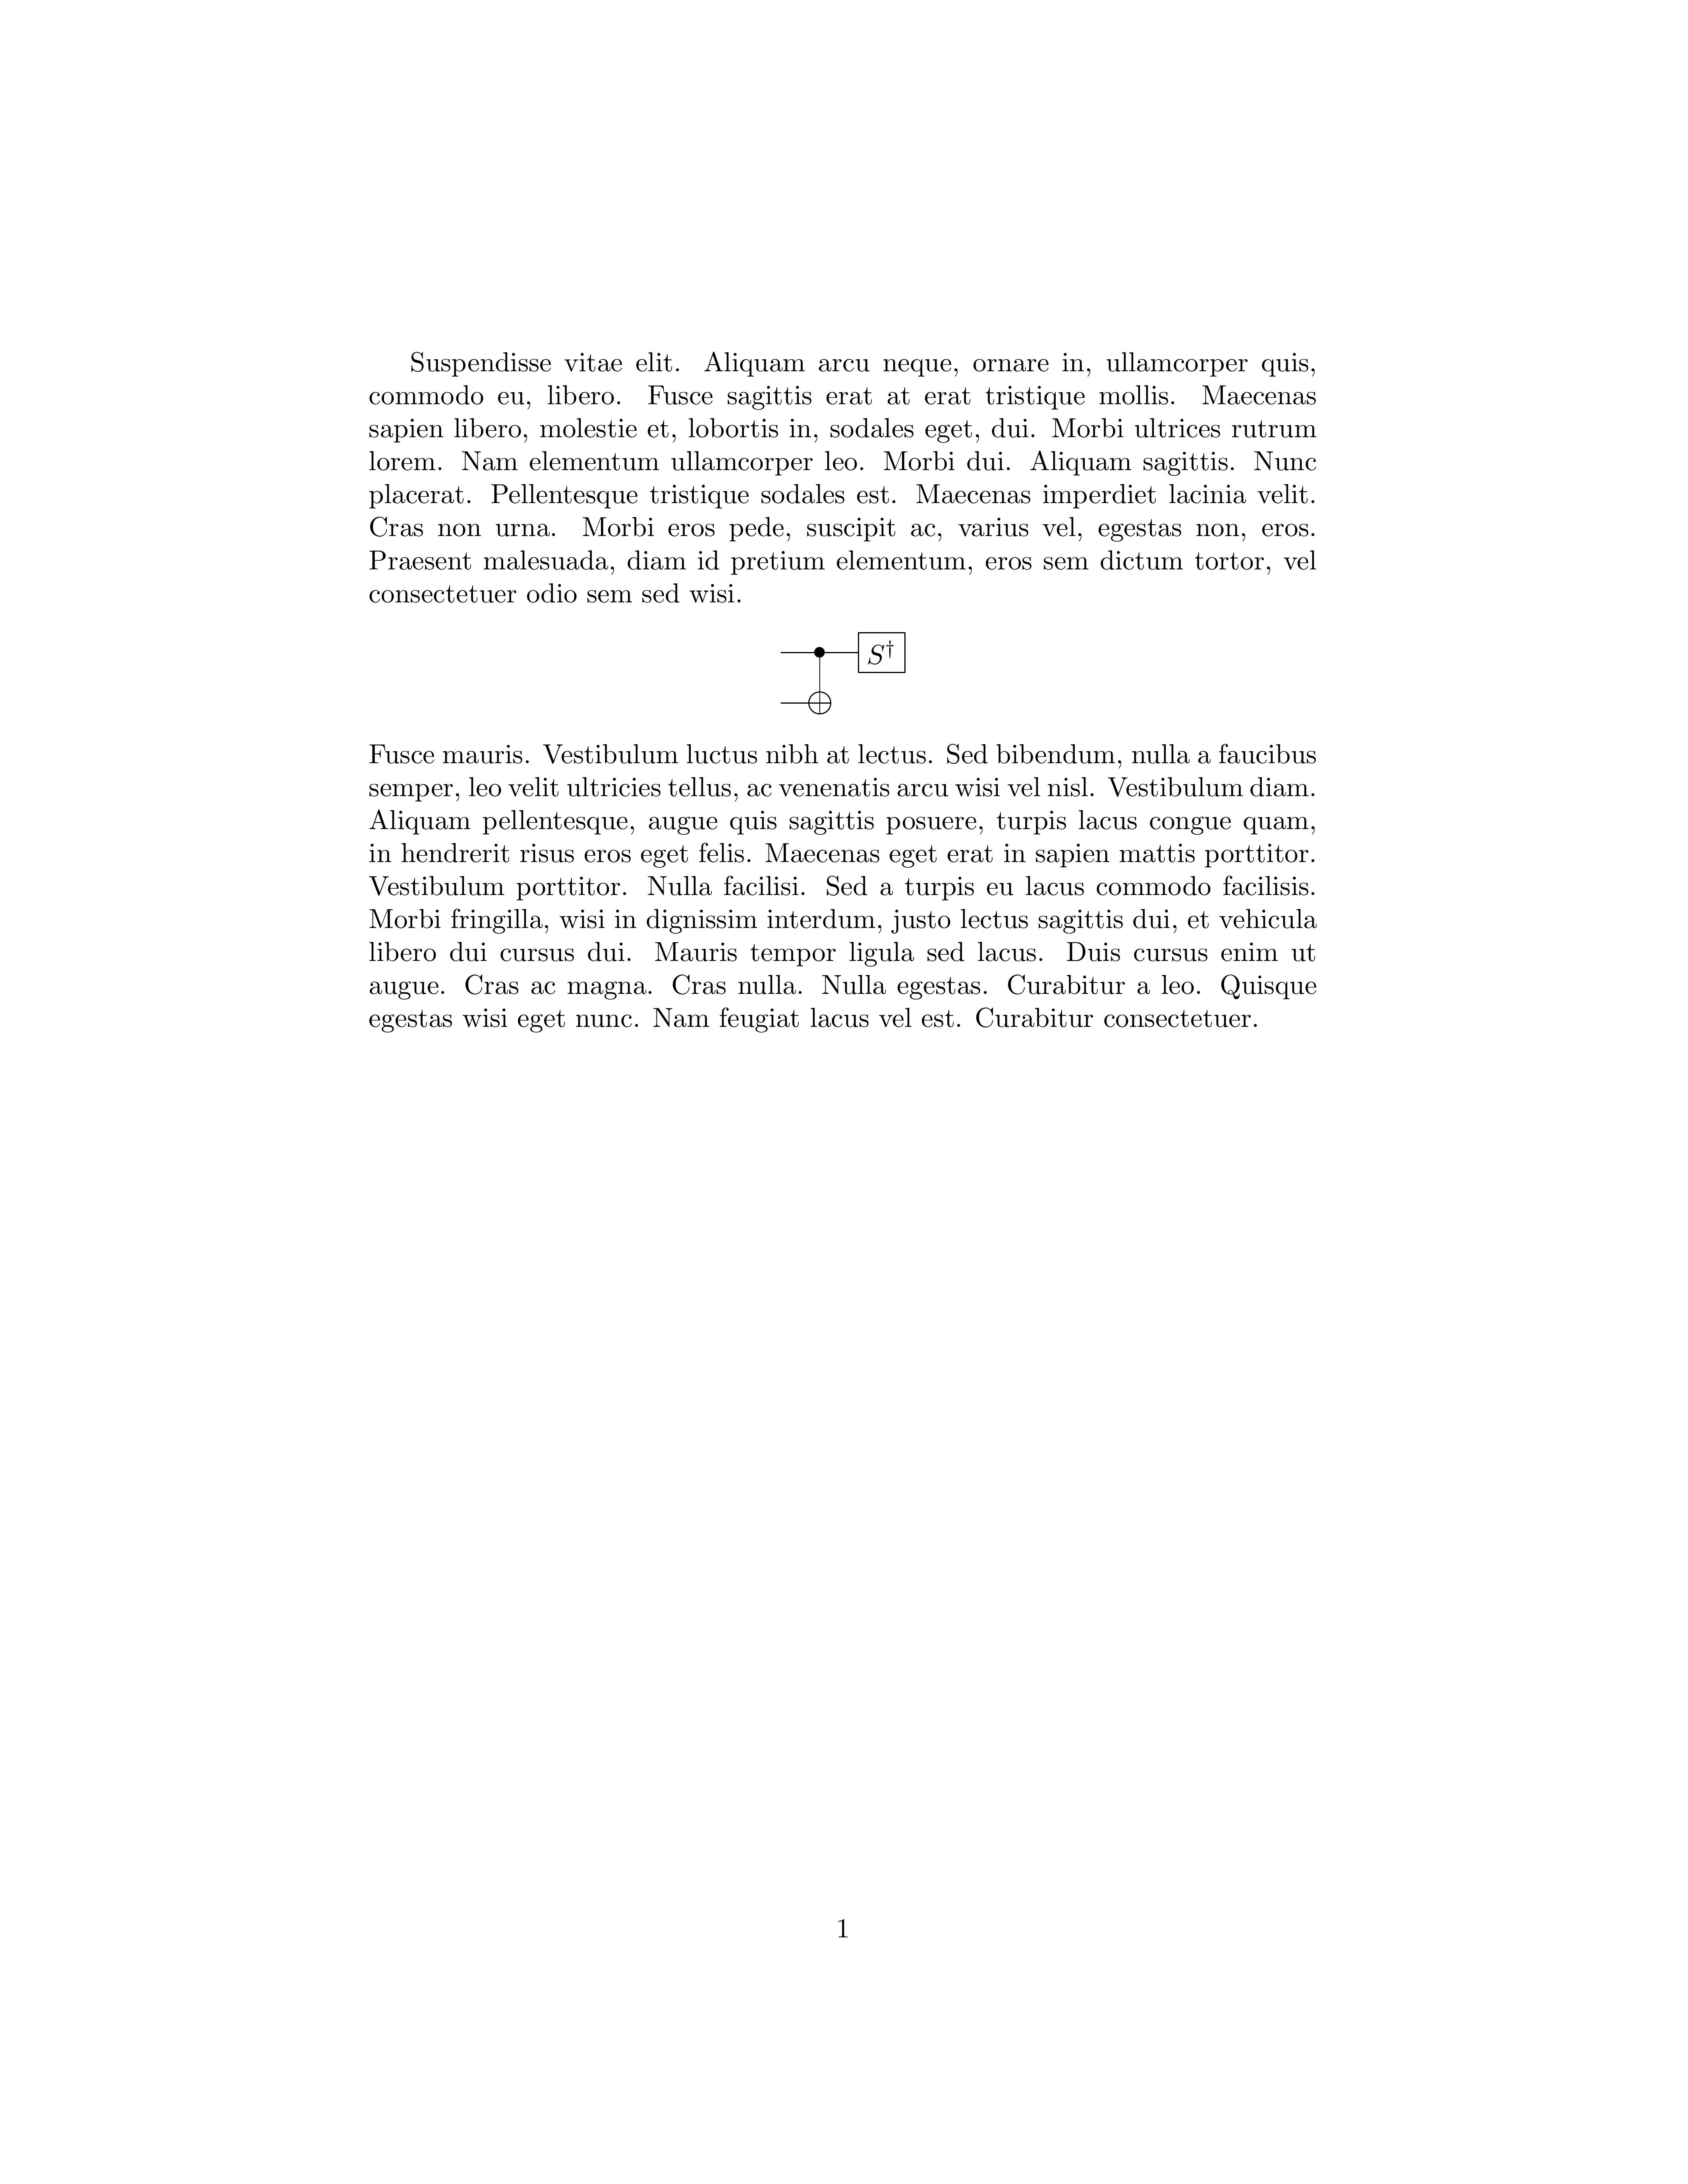 Suspendisse vitae elit. Aliquam arcu neque, ornare in, ullamcorper quis,
commodo eu, libero. Fusce sagittis erat at erat tristique mollis. Maecenas
sapien libero, molestie et, lobortis in, sodales eget, dui. Morbi ultrices rutrum
lorem. Nam elementum ullamcorper leo. Morbi dui. Aliquam sagittis. Nunc
placerat. Pellentesque tristique sodales est. Maecenas imperdiet lacinia velit.
Cras non urna. Morbi eros pede, suscipit ac, varius vel, egestas non, eros.
Praesent malesuada, diam id pretium elementum, eros sem dictum tortor, vel
consectetuer odio sem sed wisi.
S†
Fusce mauris. Vestibulum luctus nibh at lectus. Sed bibendum, nulla a faucibus
semper, leo velit ultricies tellus, ac venenatis arcu wisi vel nisl. Vestibulum diam.
Aliquam pellentesque, augue quis sagittis posuere, turpis lacus congue quam,
in hendrerit risus eros eget felis. Maecenas eget erat in sapien mattis porttitor.
Vestibulum porttitor. Nulla facilisi. Sed a turpis eu lacus commodo facilisis.
Morbi fringilla, wisi in dignissim interdum, justo lectus sagittis dui, et vehicula
libero dui cursus dui. Mauris tempor ligula sed lacus. Duis cursus enim ut
augue. Cras ac magna. Cras nulla. Nulla egestas. Curabitur a leo. Quisque
egestas wisi eget nunc. Nam feugiat lacus vel est. Curabitur consectetuer.
1